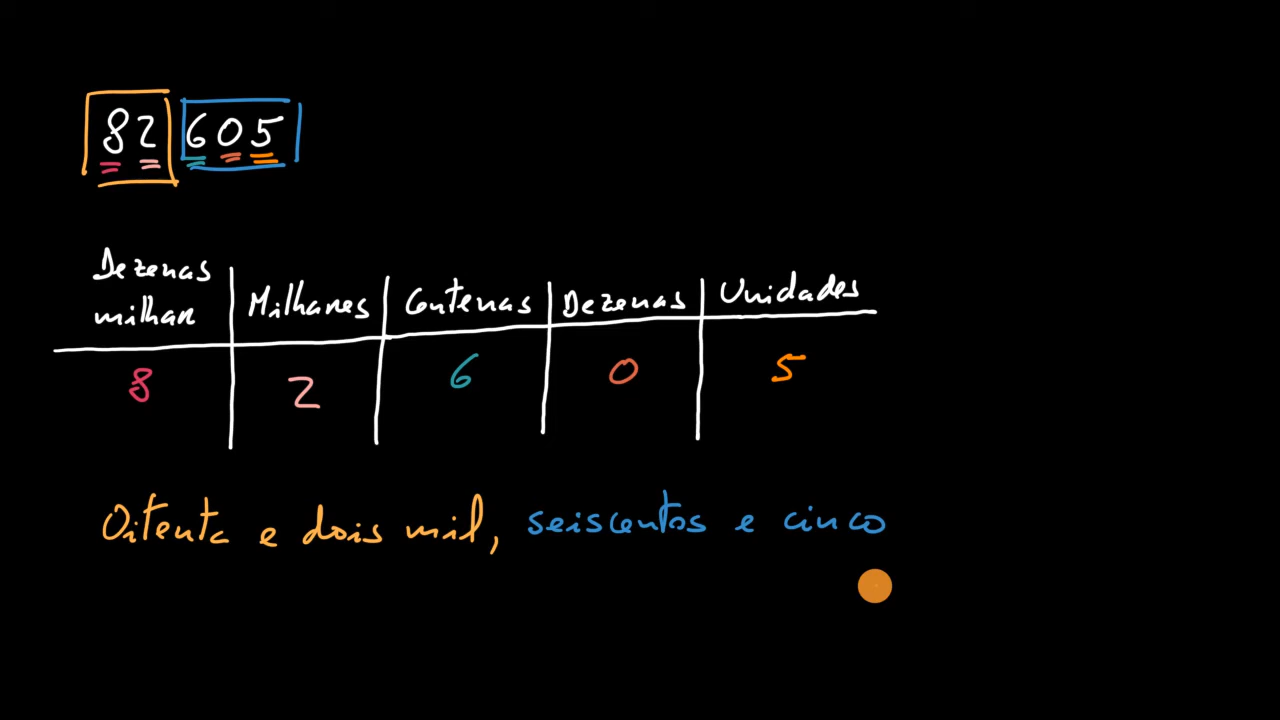 82 605
Dezenas milhar Milhares Centenas Dezenas Unidades
8 2 6 0 5
Oitenta e dois mil, seiscentos e cinco